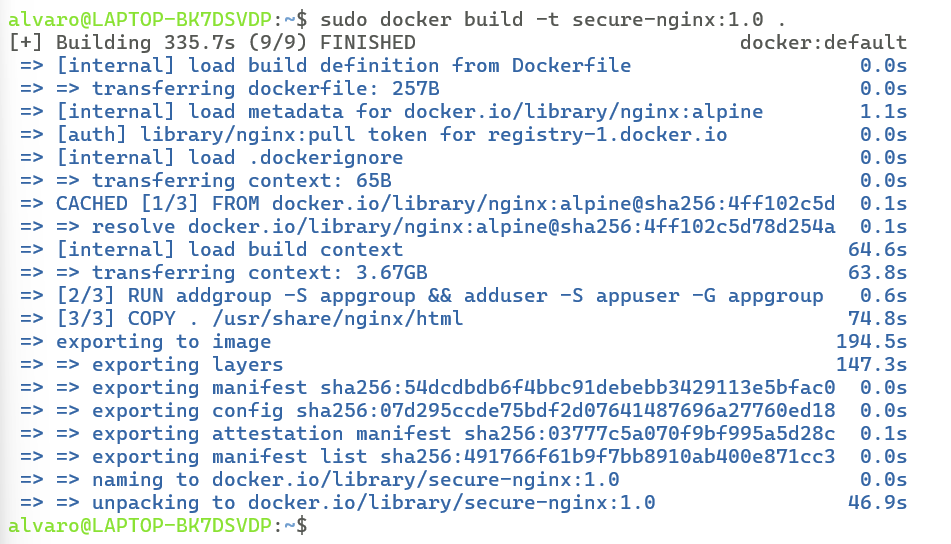 alvaro@LAPTOP-BK7DSVDP:~$ sudo docker build -t secure-nginx:1.0 .
[+] Building 335.7s (9/9) FINISHED docker:default
=> [internal] load build definition from Dockerfile 0.0s
=> => transferring dockerfile: 257B 0.0s
=> [internal] load metadata for docker.io/library/nginx:alpine 1.1s
=> [auth] library/nginx:pull token for registry-1.docker.io 0.0s
=> [internal] load .dockerignore 0.0s
=> => transferring context: 65B 0.0s
=> CACHED [1/3] FROM docker.io/library/nginx:alpine@sha256:4ff102c5d 0.1s
=> => resolve docker.io/library/nginx:alpine@sha256:4ff102c5d78d254a 0.1s
=> [internal] load build context 64.6s
=> => transferring context: 3.67GB 63.8s
=> [2/3] RUN addgroup -S appgroup && adduser -S appuser -G appgroup 0.6s
=> [3/3] COPY . /usr/share/nginx/html 74.8s
=> exporting to image 194.5s
=> => exporting layers 147.3s
=> => exporting manifest sha256:54dcdbdb6f4bbc91debebb3429113e5bfac0 0.0s
=> => exporting config sha256:07d295ccde75bdf2d07641487696a27760ed18 0.0s
=> => exporting attestation manifest sha256:03777c5a070f9bf995a5d28c 0.1s
=> => exporting manifest list sha256:491766f61b9f7bb8910ab400e871cc3 0.0s
=> => naming to docker.io/library/secure-nginx:1.0 0.0s
=> => unpacking to docker.io/library/secure-nginx:1.0 46.9s
alvaro@LAPTOP-BK7DSVDP:~$